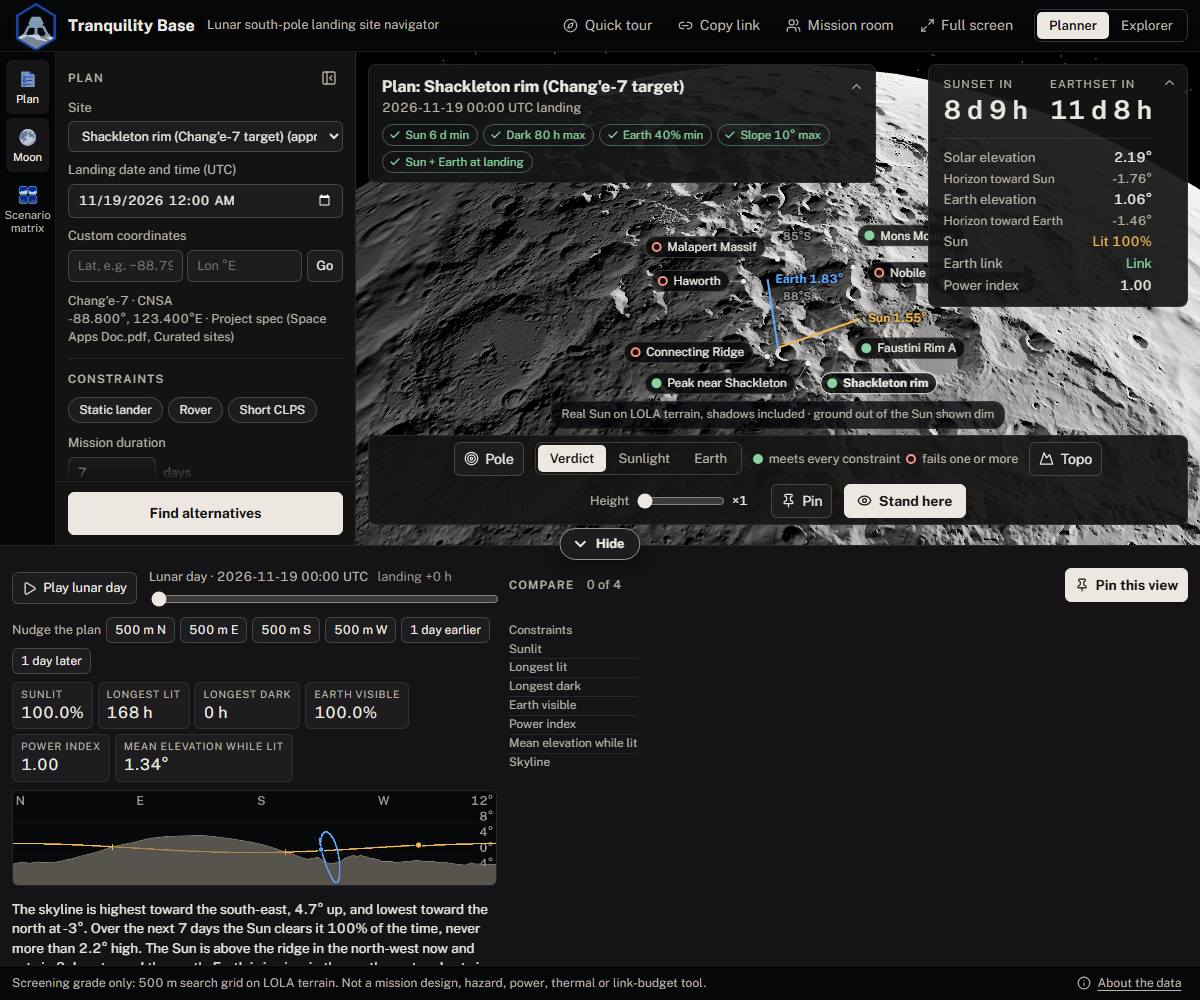 Tranquility Base
Lunar south-pole landing site navigator
Quick tour
Copy link
Mission room
Full screen
Planner
Explorer
Plan
Moon
Scenario
matrix
PLAN
Site
Shackleton rim (Chang'e-7 target) (appr
Landing date and time (UTC)
11/19/2026 12:00 AM
Custom coordinates
Lat, e.g. −88.79
Lon °E
Go
Chang'e-7 · CNSA
-88.800°, 123.400°E · Project spec (Space
Apps Doc.pdf, Curated sites)
CONSTRAINTS
Static lander
Rover
Short CLPS
Mission duration
7 days
Find alternatives
Plan: Shackleton rim (Chang'e-7 target)
2026-11-19 00:00 UTC landing
Sun 6 d min
Dark 80 h max
Earth 40% min
Slope 10° max
Sun + Earth at landing
SUNSET IN
8 d 9 h
EARTHSET IN
11 d 8 h
Solar elevation 2.19°
Horizon toward Sun -1.76°
Earth elevation 1.06°
Horizon toward Earth -1.46°
Sun Lit 100%
Earth link Link
Power index 1.00
85°S
Mons Mou
Malapert Massif
Nobile
Haworth
Earth 1.83°
88°S
Sun 1.55°
Connecting Ridge
Faustini Rim A
Peak near Shackleton
Shackleton rim
Real Sun on LOLA terrain, shadows included · ground out of the Sun shown dim
Pole
Verdict
Sunlight
Earth
meets every constraint
fails one or more
Topo
Height
×1
Pin
Stand here
Hide
Play lunar day
Lunar day · 2026-11-19 00:00 UTC landing +0 h
Nudge the plan
500 m N
500 m E
500 m S
500 m W
1 day earlier
1 day later
SUNLIT
100.0%
LONGEST LIT
168 h
LONGEST DARK
0 h
EARTH VISIBLE
100.0%
POWER INDEX
1.00
MEAN ELEVATION WHILE LIT
1.34°
N
E
S
W
12°
8°
4°
0°
The skyline is highest toward the south-east, 4.7° up, and lowest toward the
north at -3°. Over the next 7 days the Sun clears it 100% of the time, never
more than 2.2° high. The Sun is above the ridge in the north-west now and
COMPARE 0 of 4
Pin this view
Constraints
Sunlit
Longest lit
Longest dark
Earth visible
Power index
Mean elevation while lit
Skyline
Screening grade only: 500 m search grid on LOLA terrain. Not a mission design, hazard, power, thermal or link-budget tool.
About the data